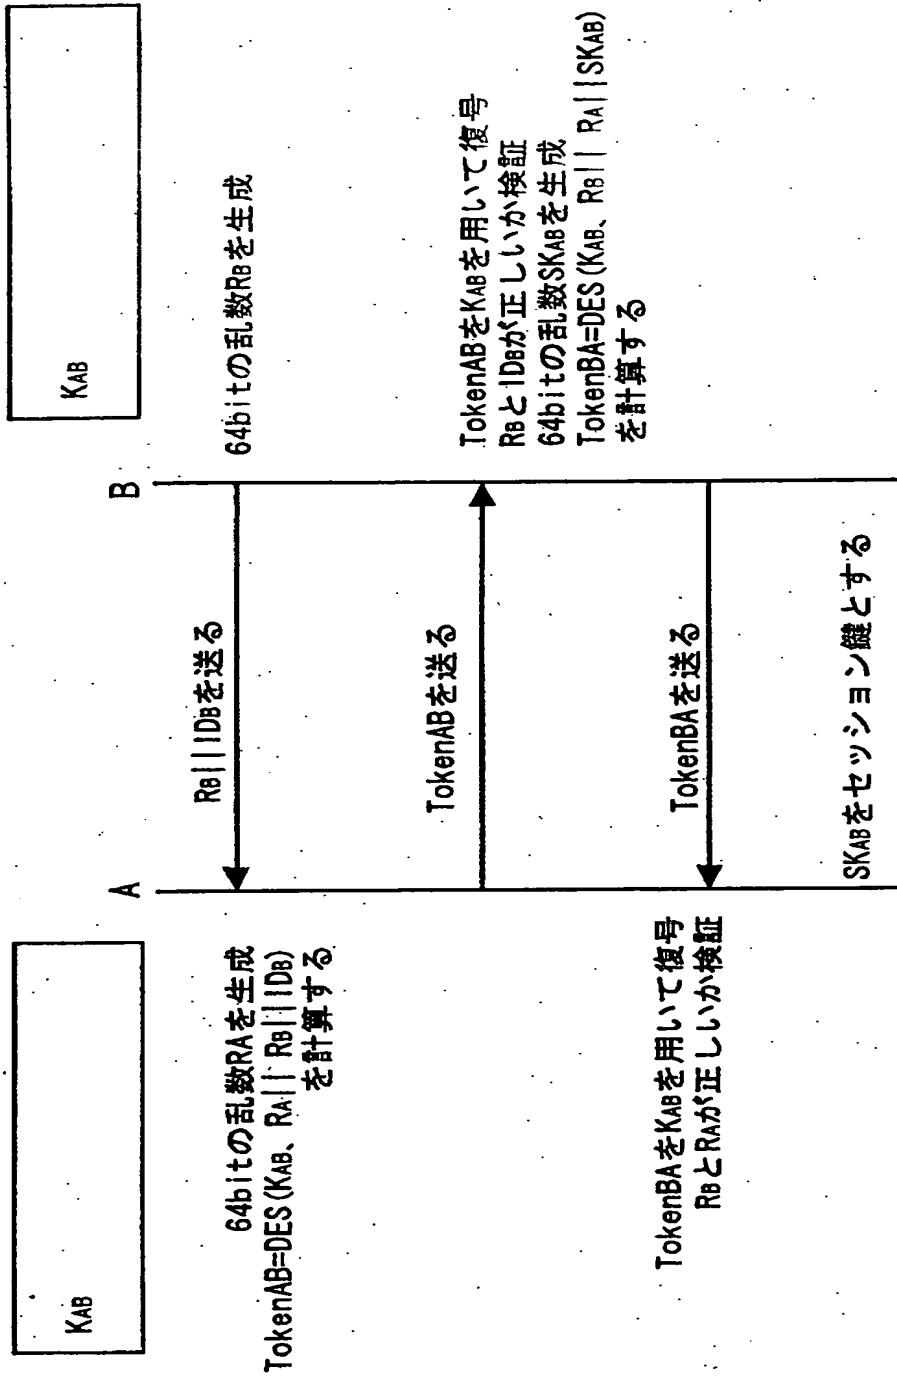 KAB
KAB
A
B
64bitの乱数RBを生成
RB||IDBを送る
64bitの乱数RAを生成
TokenAB=DES(KAB、RA||RB||IDB)
を計算する
TokenABを送る
TokenABをKABを用いて復号
RBとIDBが正しいか検証
64bitの乱数SKABを生成
TokenBA=DES(KAB、RB||RA||SKAB)
を計算する
TokenBAを送る
TokenBAをKABを用いて復号
RBとRAが正しいか検証
SKABをセッション鍵とする